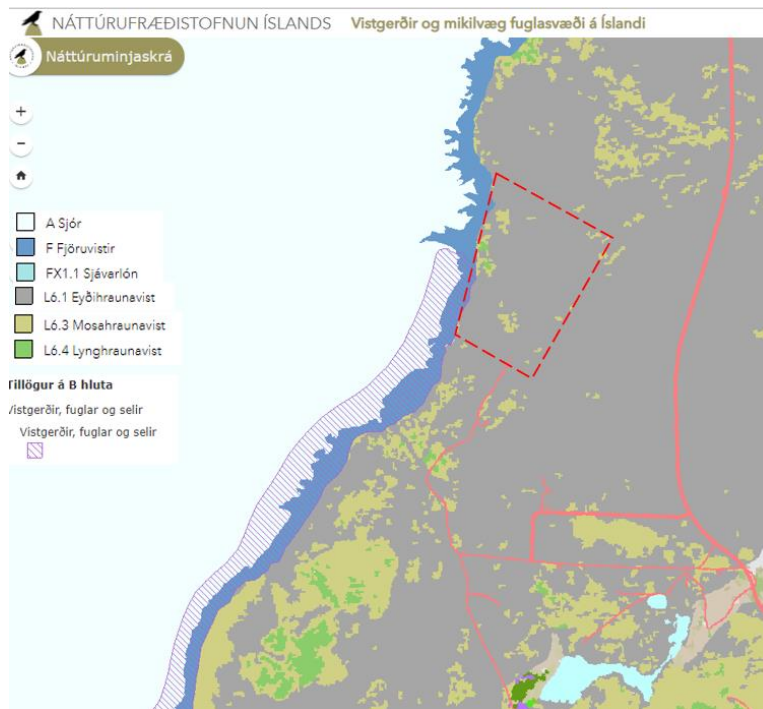 NÁTTÚRUFRÆÐISTOFNUN ÍSLANDS Vistgerðir og mikilvæg fuglasvæði á Íslandi
Náttúruminjaskrá
+
−
A Sjór
F Fjöruvistir
FX1.1 Sjávarlón
L6.1 Eyðihraunavist
L6.3 Mosahraunavist
L6.4 Lynghraunavist
Tillögur á B hluta
Vistgerðir, fuglar og selir
Vistgerðir, fuglar og selir